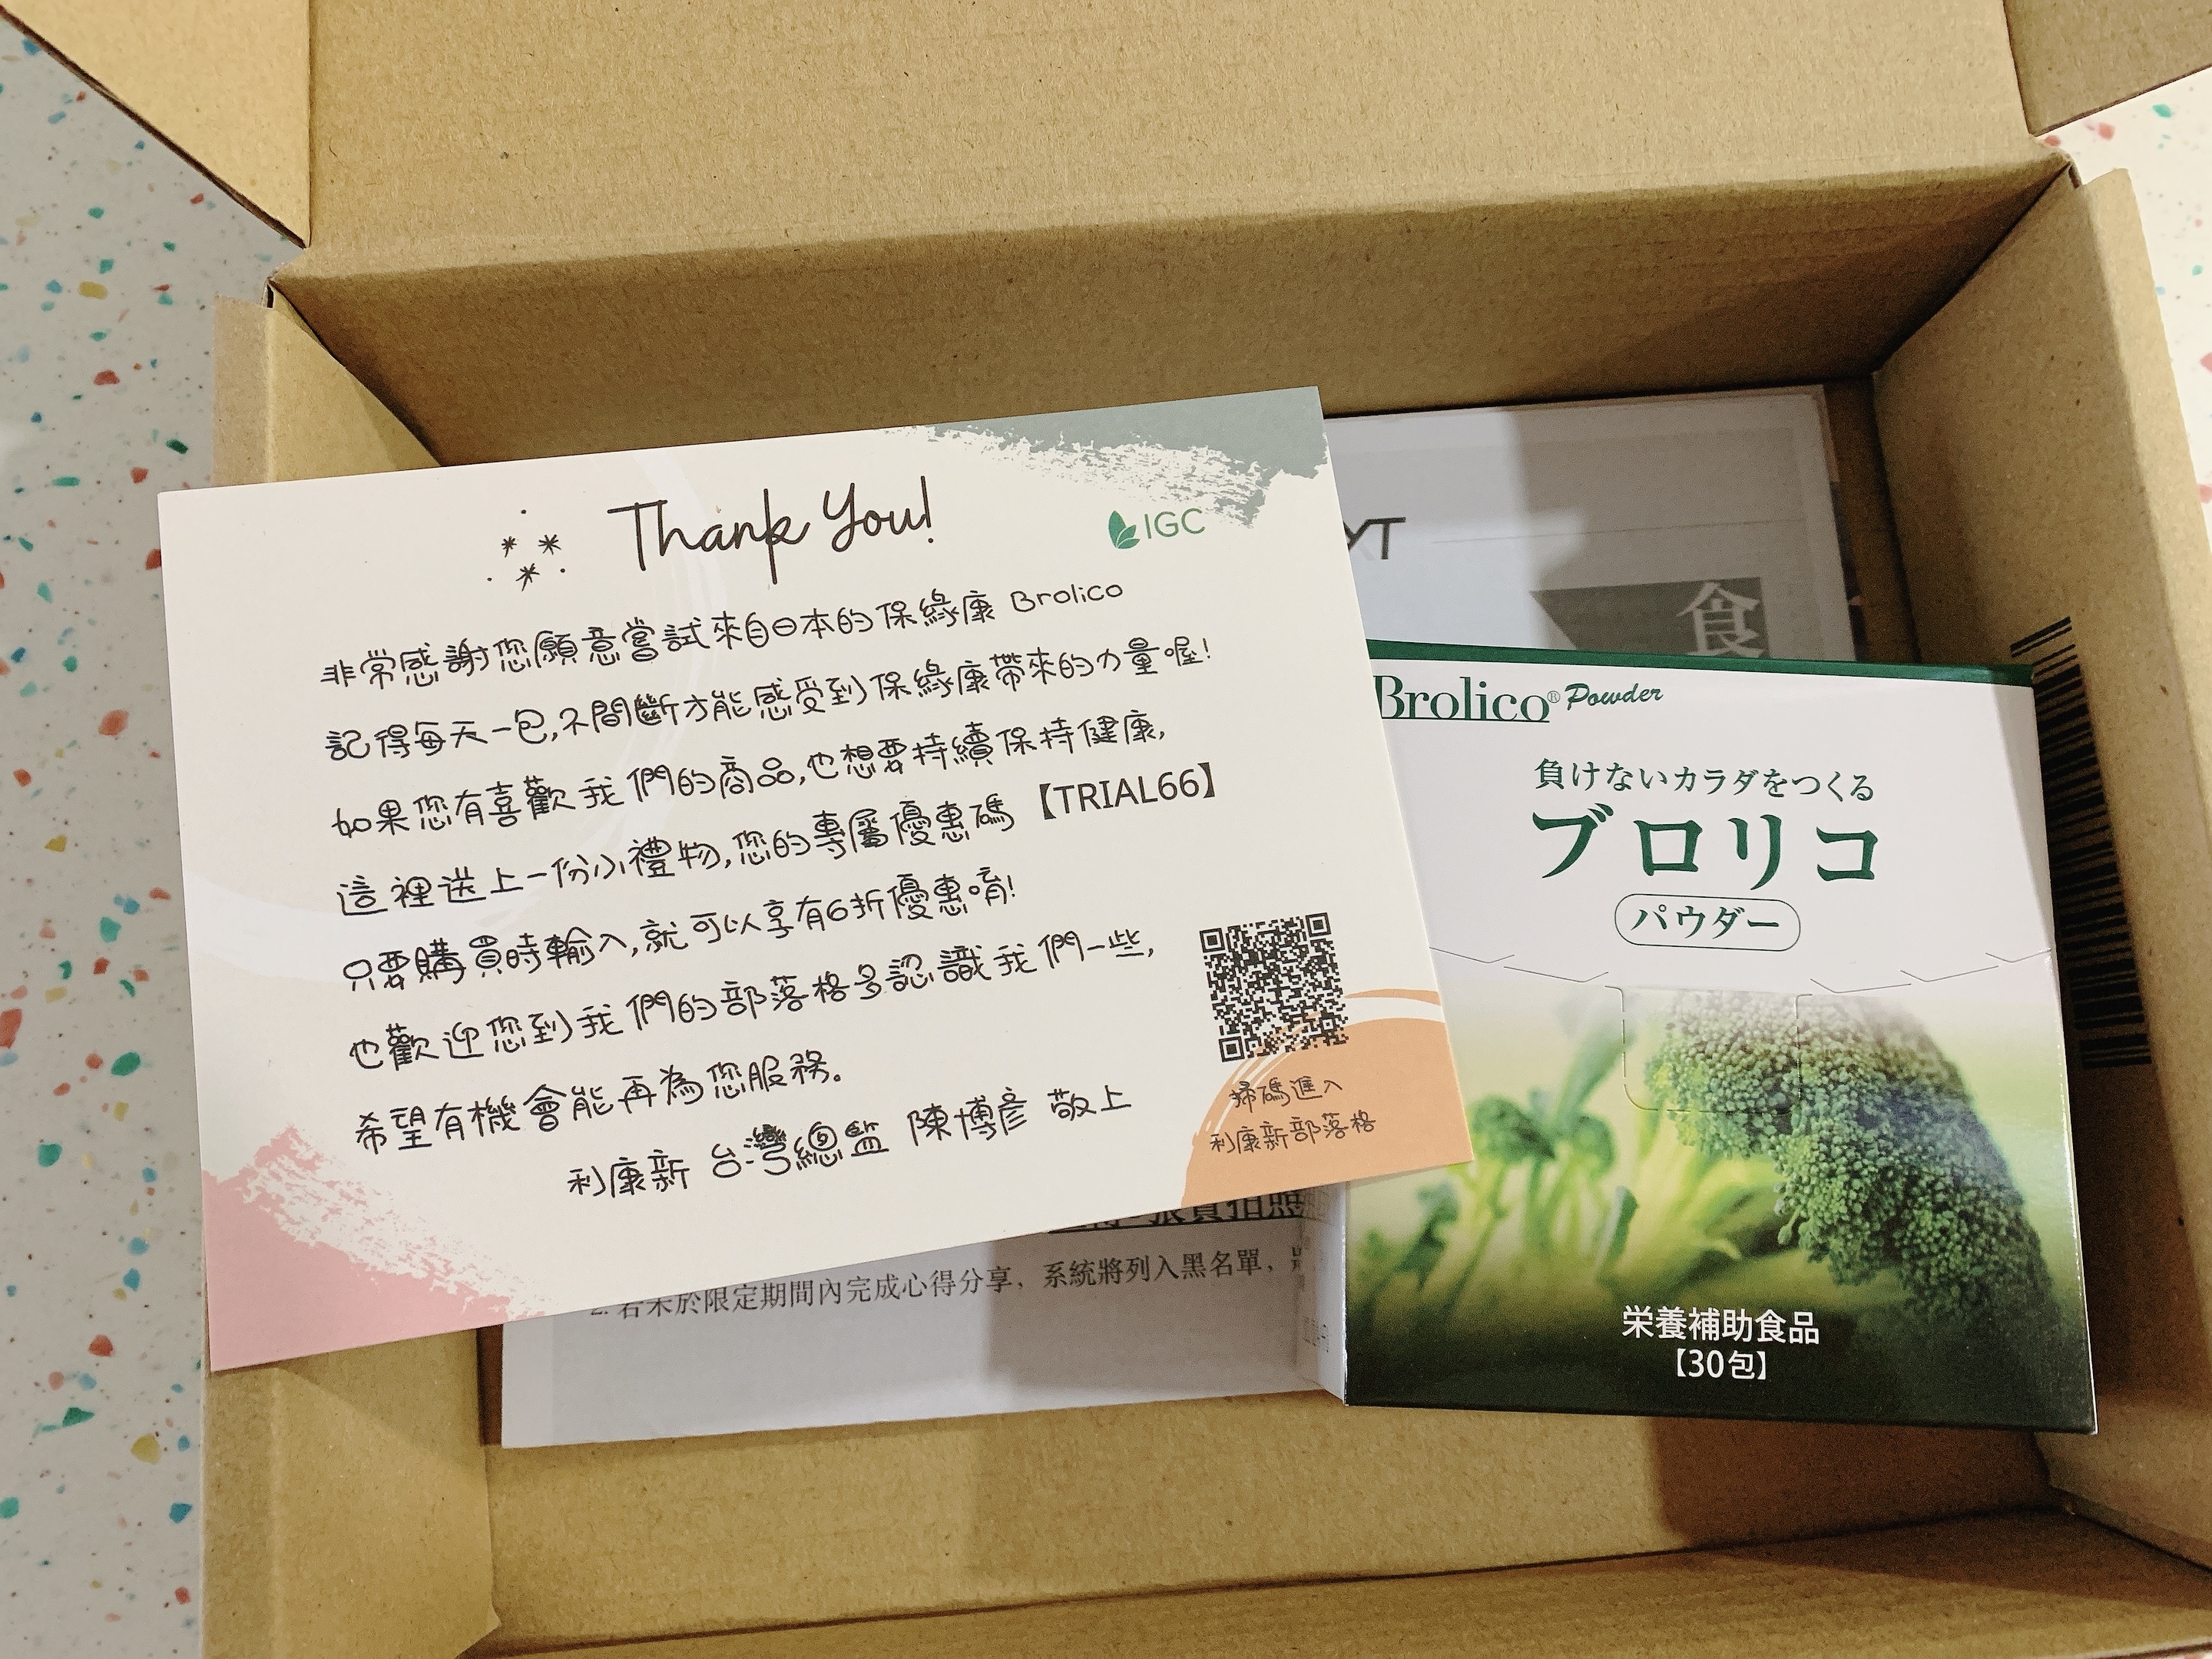 Thank You!
IGC
非常感謝您願意嘗試來自日本的保緣康 Brolico
記得每天一包,不間斷才能感受到保緣康帶來的力量喔!
如果您有喜歡我們的商品,也想要持續保持健康,
這裡送上一份小禮物,您的專屬優惠碼【TRIAL66】
只要購買時輸入,就可以享有6折優惠唷!
也歡迎您到我們的部落格多認識我們一些,
希望有機會能再為您服務。
利康新 台灣總監 陳博彥 敬上
掃碼進入
利康新部落格
YT
食
Brolico® Powder
負けないカラダをつくる
ブロリコ
パウダー
栄養補助食品
【30包】
2. 若未於限定期間內完成心得分享,系統將列入黑名單,